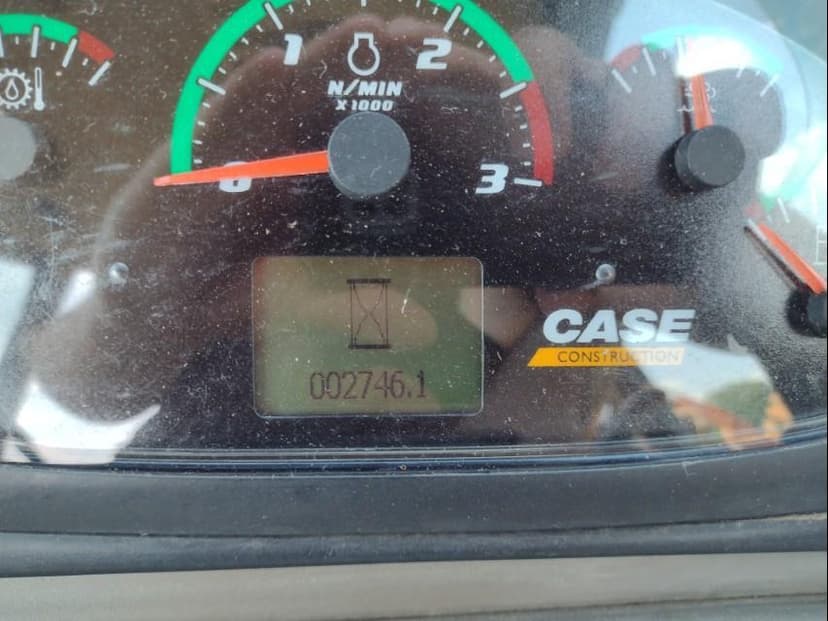 1
2
N/MIN
X1000
0
3
CASE
CONSTRUCTION
002746.1